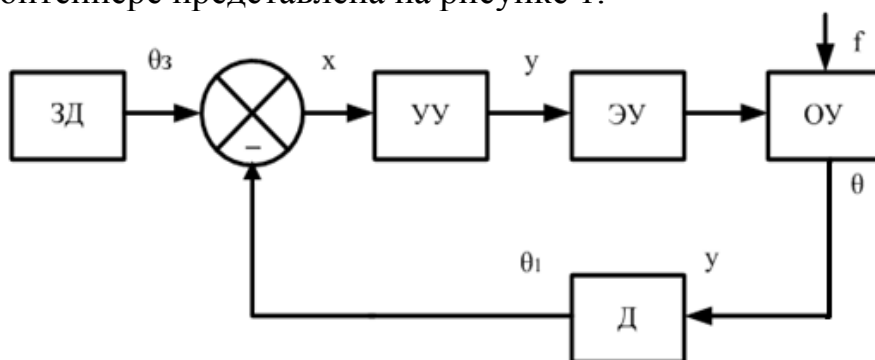 онтейнере представлена на рисунке 1.
θз x y f
ЗД УУ ЭУ ОУ
–
θ
θ1 y
Д